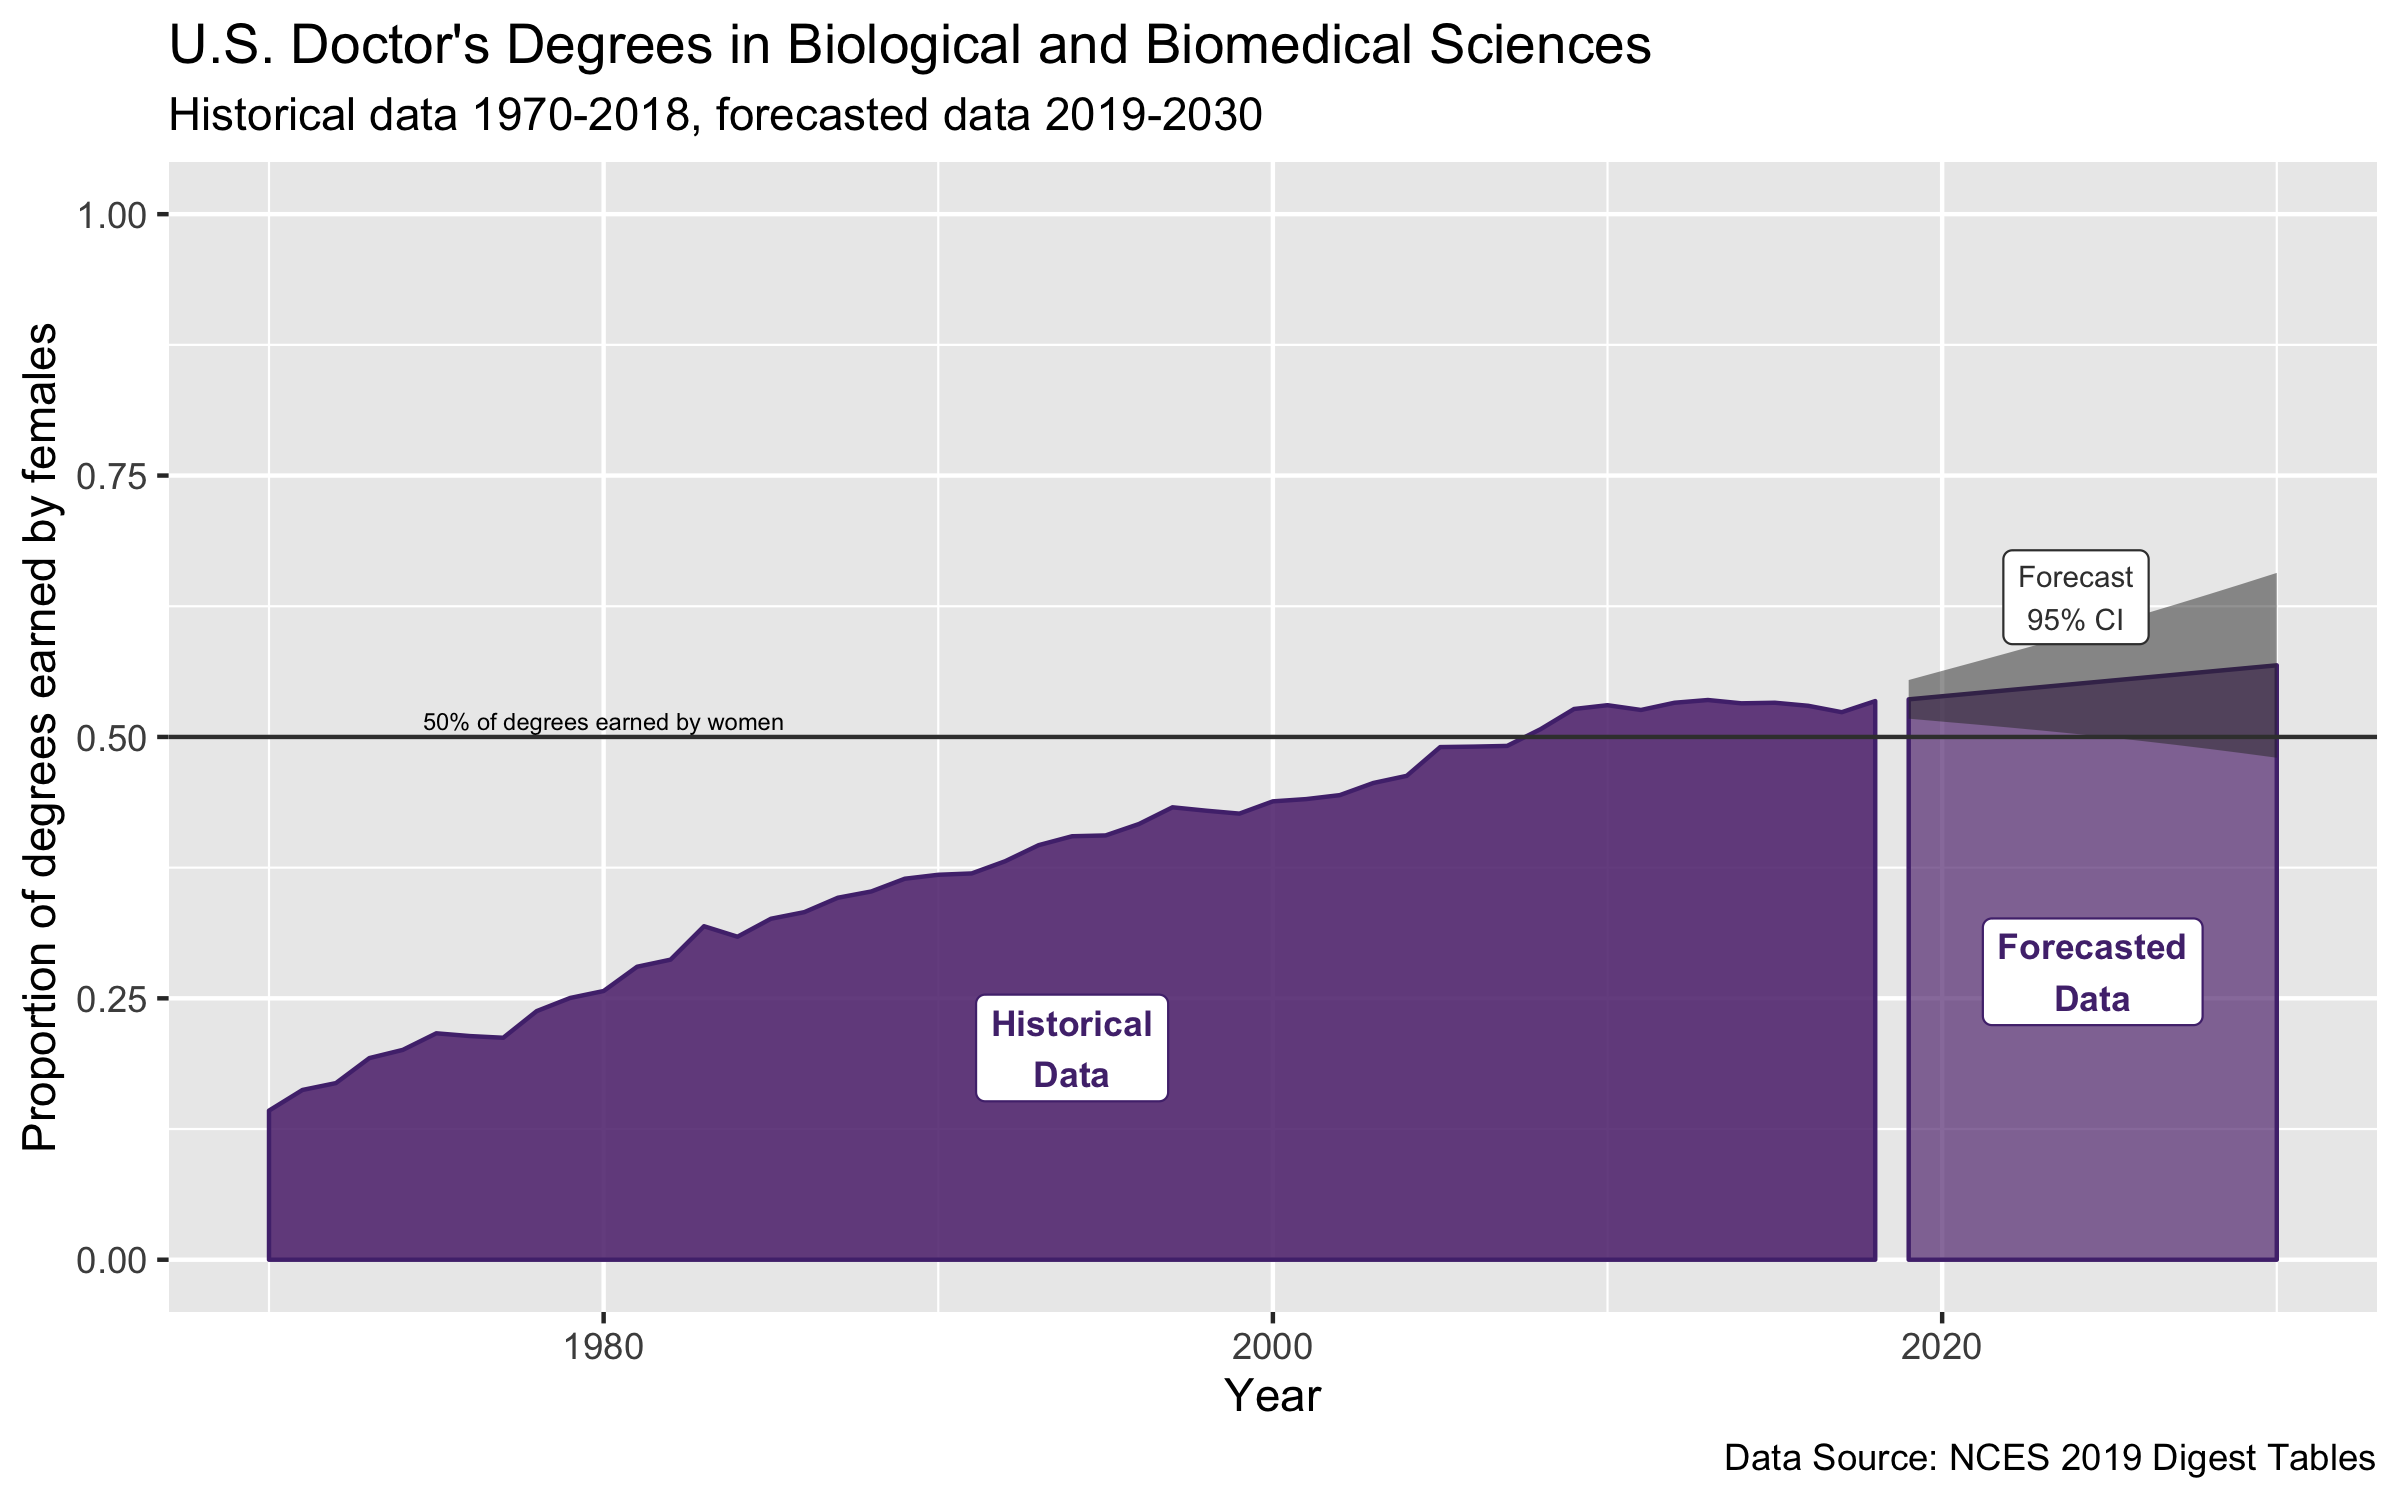 U.S. Doctor's Degrees in Biological and Biomedical Sciences
Historical data 1970-2018, forecasted data 2019-2030
Proportion of degrees earned by females
1.00
0.75
0.50
0.25
0.00
Forecast
95% CI
50% of degrees earned by women
Forecasted
Data
Historical
Data
1980
2000
2020
Year
Data Source: NCES 2019 Digest Tables